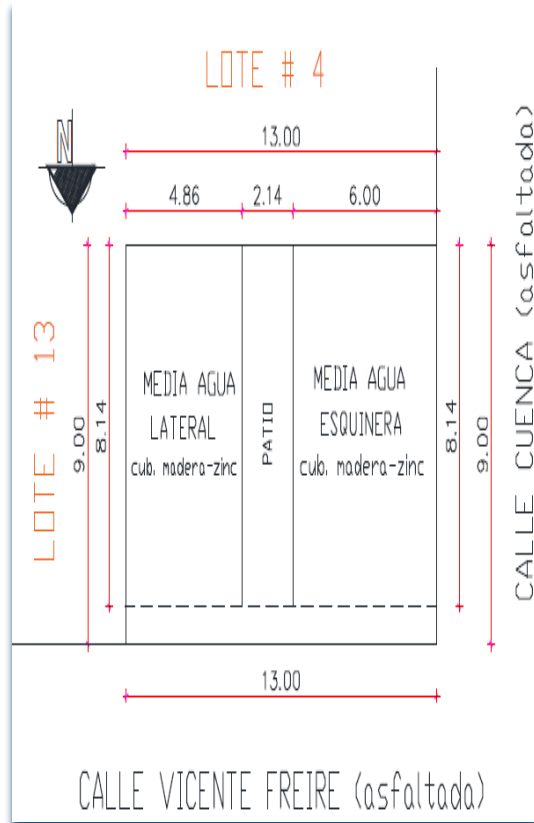 LOTE # 4
N
13.00
4.86 2.14 6.00
CALLE CUENCA (asfaltada)
LOTE # 13
9.00
8.14
MEDIA AGUA
LATERAL
cub. madera-zinc
PATIO
MEDIA AGUA
ESQUINERA
cub. madera-zinc
8.14
9.00
13.00
CALLE VICENTE FREIRE (asfaltada)